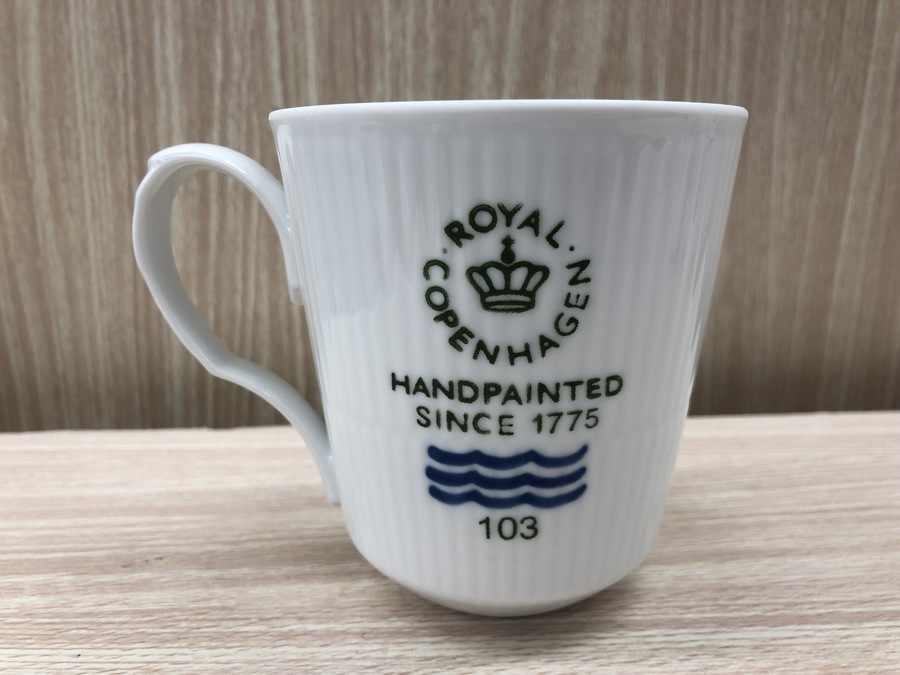 ROYAL
COPENHAGEN
HANDPAINTED
SINCE 1775
103